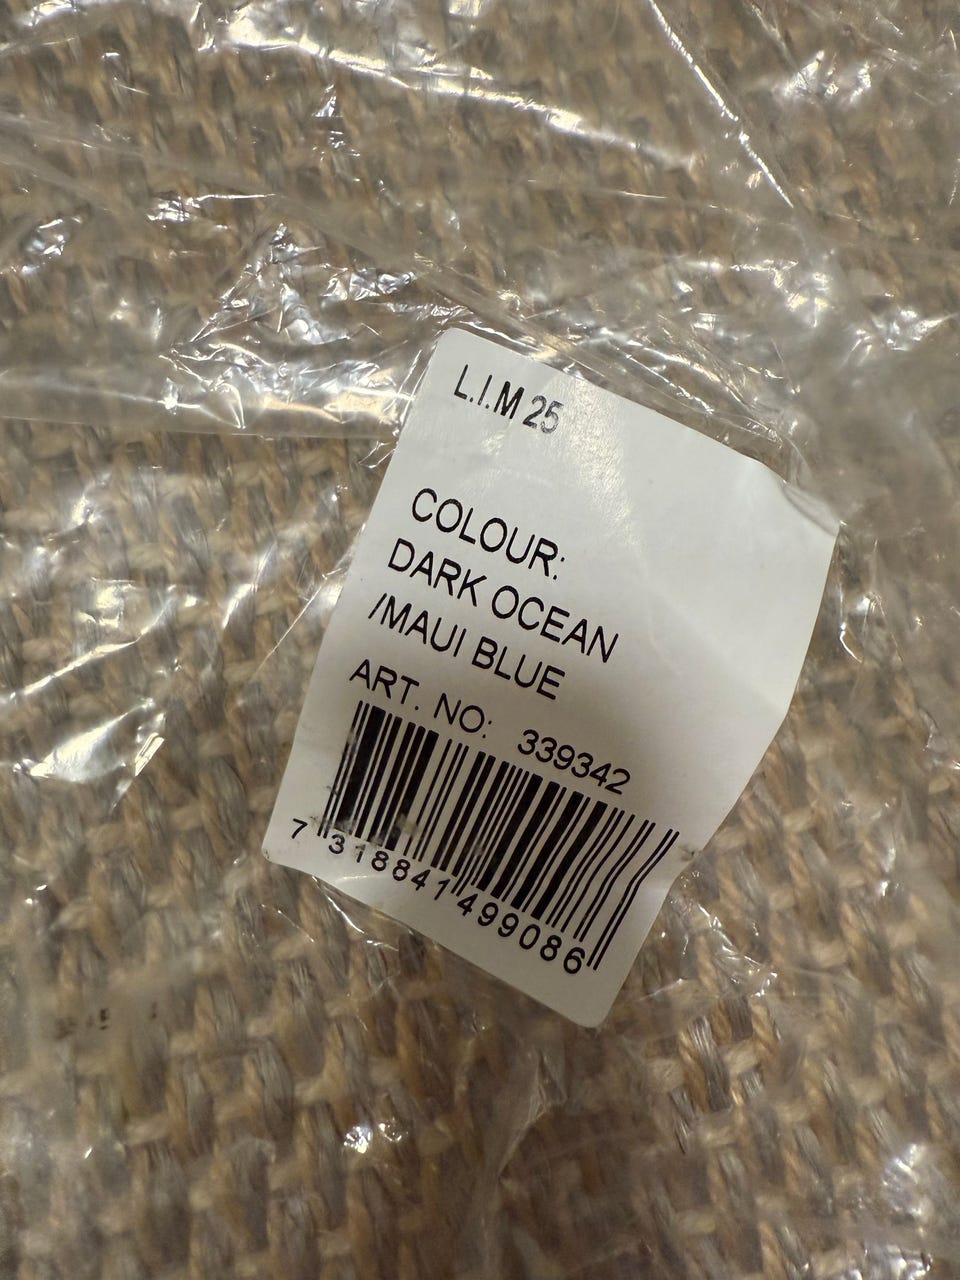 L.I.M 25
COLOUR:
DARK OCEAN
/MAUI BLUE
ART. NO: 339342
7 318841 499086